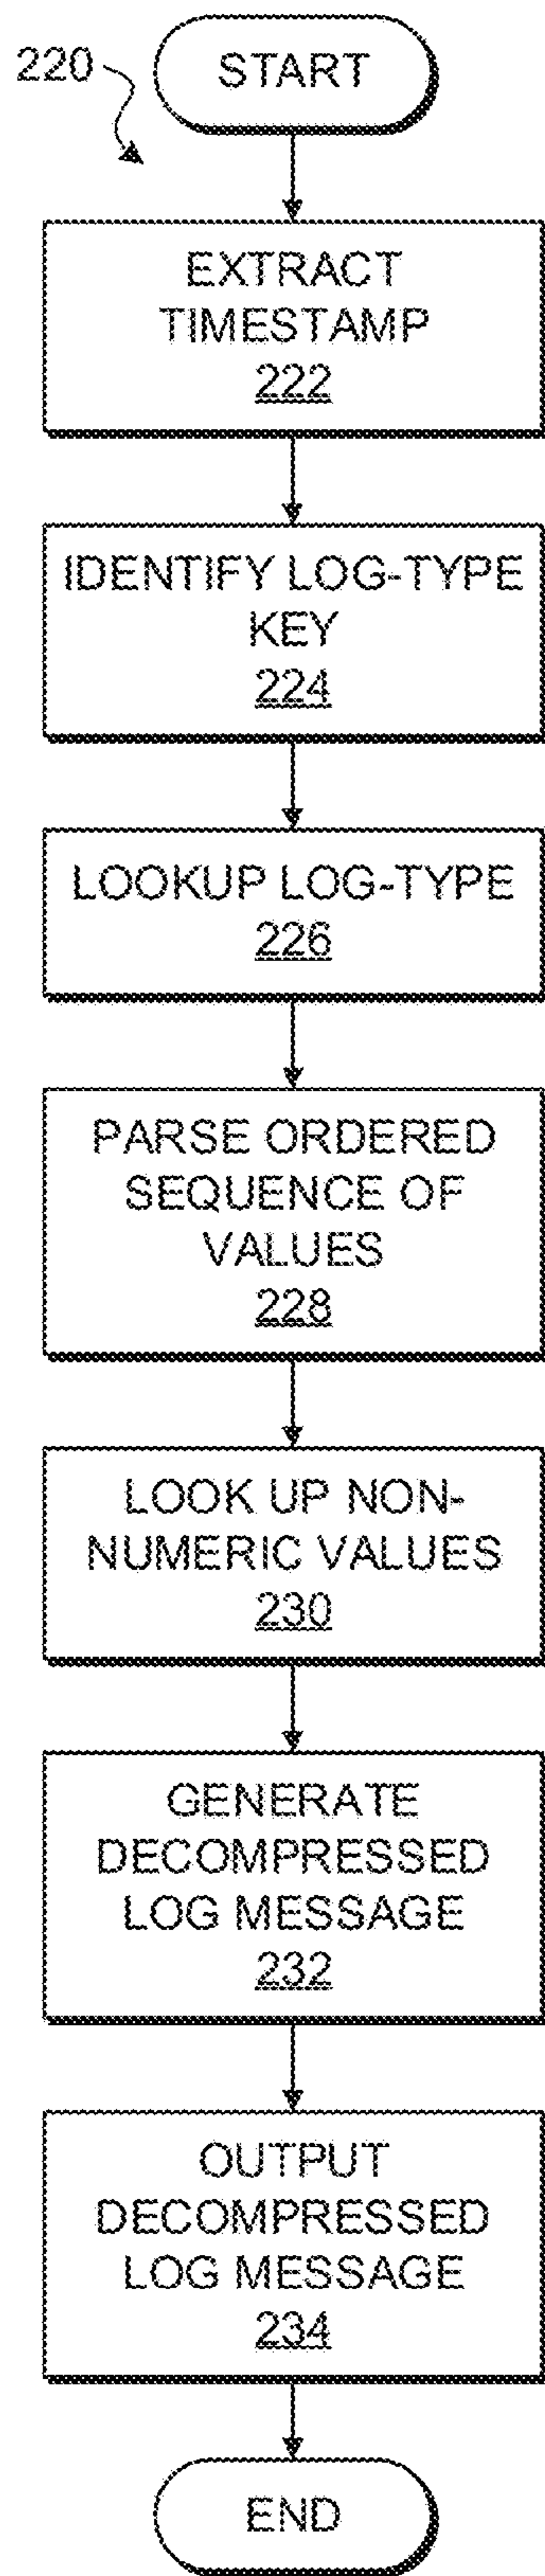 220
START
EXTRACT
TIMESTAMP
222
IDENTIFY LOG-TYPE
KEY
224
LOOKUP LOG-TYPE
226
PARSE ORDERED
SEQUENCE OF
VALUES
228
LOOK UP NON-
NUMERIC VALUES
230
GENERATE
DECOMPRESSED
LOG MESSAGE
232
OUTPUT
DECOMPRESSED
LOG MESSAGE
234
END